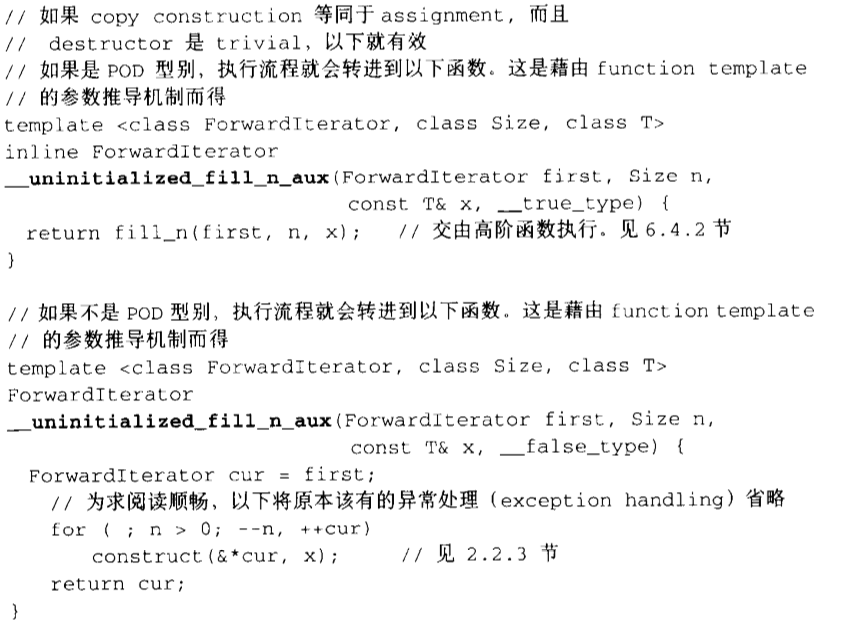 // 如果 copy construction 等同于 assignment, 而且
// destructor 是 trivial, 以下就有效
// 如果是 POD 型别, 执行流程就会转进到以下函数。这是藉由 function template
// 的参数推导机制而得
template <class ForwardIterator, class Size, class T>
inline ForwardIterator
__uninitialized_fill_n_aux(ForwardIterator first, Size n,
const T& x, __true_type) {
return fill_n(first, n, x); // 交由高阶函数执行。见 6.4.2 节
}
// 如果不是 POD 型别, 执行流程就会转进到以下函数。这是藉由 function template
// 的参数推导机制而得
template <class ForwardIterator, class Size, class T>
ForwardIterator
__uninitialized_fill_n_aux(ForwardIterator first, Size n,
const T& x, __false_type) {
ForwardIterator cur = first;
// 为求阅读顺畅, 以下将原本该有的异常处理 (exception handling) 省略
for ( ; n > 0; --n, ++cur)
construct(&*cur, x); // 见 2.2.3 节
return cur;
}